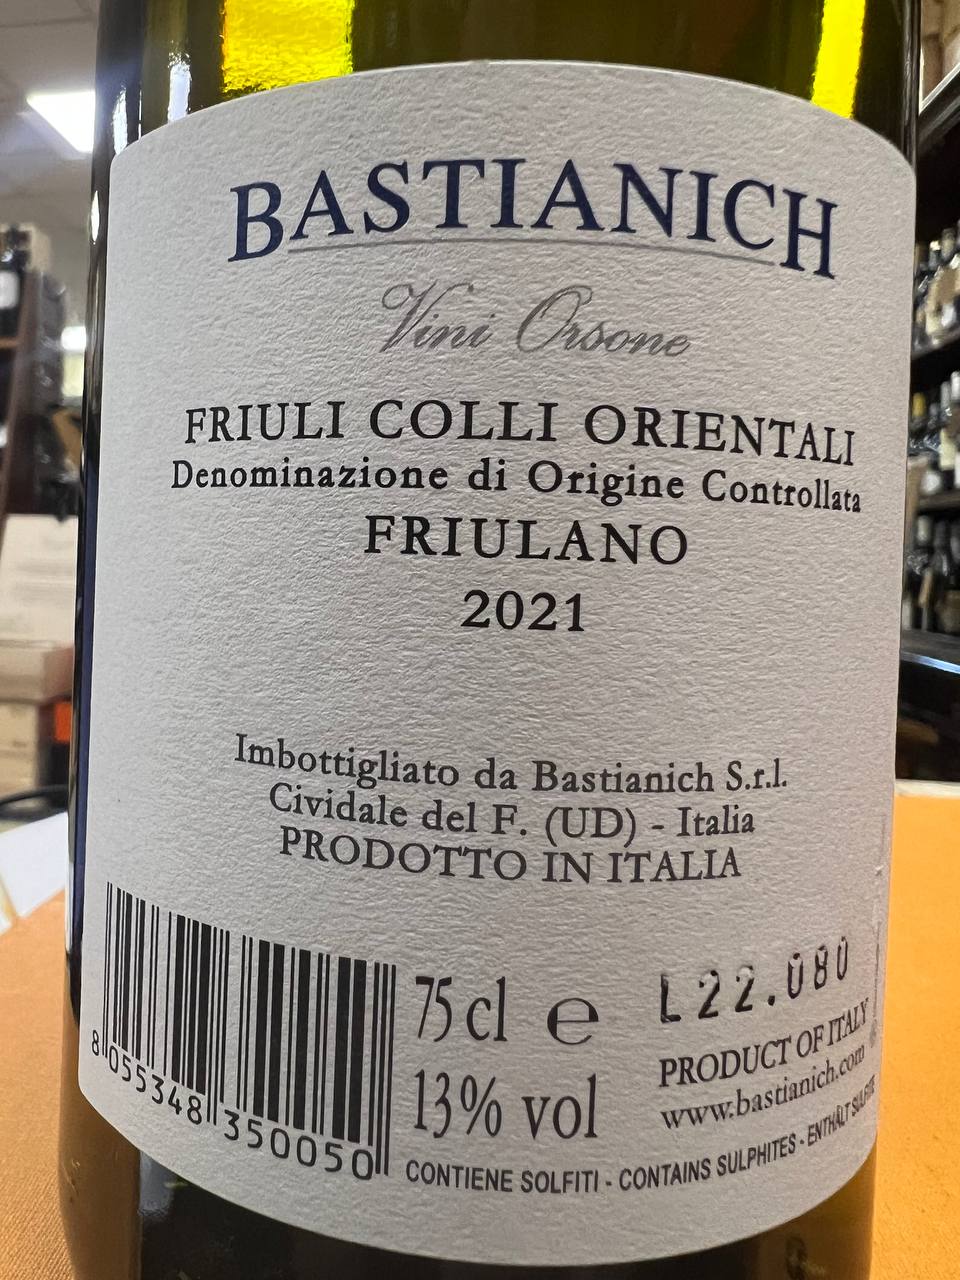 BASTIANICH
Vini Orsone
FRIULI COLLI ORIENTALI
Denominazione di Origine Controllata
FRIULANO
2021
Imbottigliato da Bastianich S.r.l.
Cividale del F. (UD) - Italia
PRODOTTO IN ITALIA
75 cl e
13% vol
L22.080
PRODUCT OF ITALY
www.bastianich.com
CONTIENE SOLFITI - CONTAINS SULPHITES - ENTHÄLT SULFITE
8 055348 350050